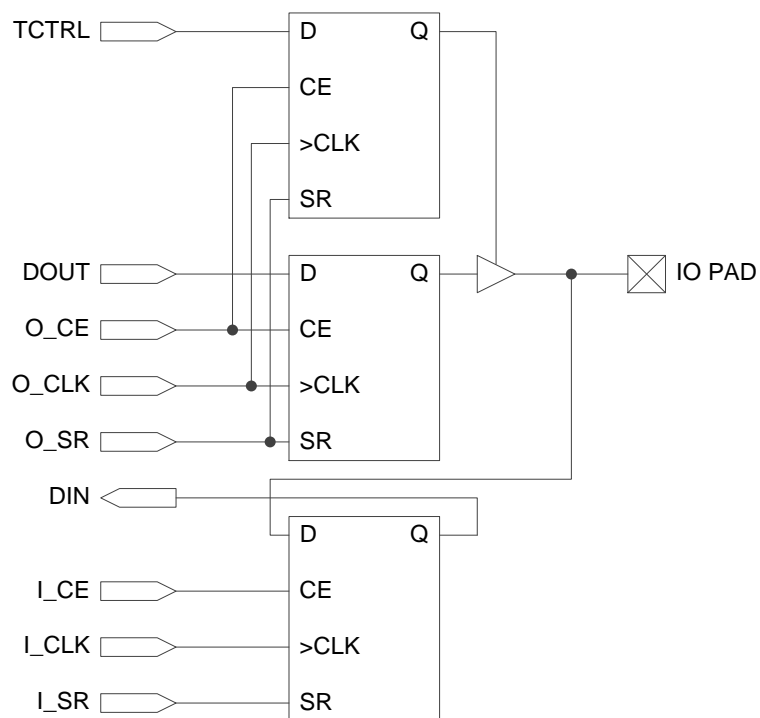 TCTRL D Q
CE
>CLK
SR
DOUT D Q IO PAD
O_CE CE
O_CLK >CLK
O_SR SR
DIN
D Q
I_CE CE
I_CLK >CLK
I_SR SR